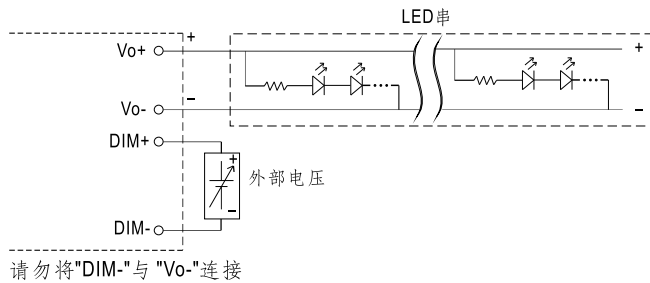 LED串
Vo+
+
+
Vo-
−
−
DIM+
+
外部电压
−
DIM-
请勿将"DIM-"与 "Vo-"连接